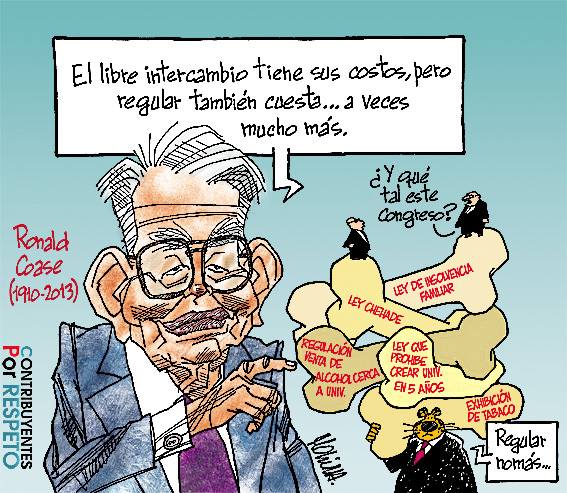 El libre intercambio tiene sus costos, pero
regular también cuesta... a veces
mucho más.
¿Y qué
tal este
congreso?
Ronald
Coase
(1910-2013)
LEY DE INSOLVENCIA
FAMILIAR
LEY CHEHADE
REGULACIÓN
VENTA DE
ALCOHOL CERCA
A UNIV.
LEY QUE
PROHIBE
CREAR UNIV.
EN 5 AÑOS
EXHIBICIÓN
DE TABACO
Regular
nomás...
CONTRIBUYENTES
Por RESPETO
MOLINA.